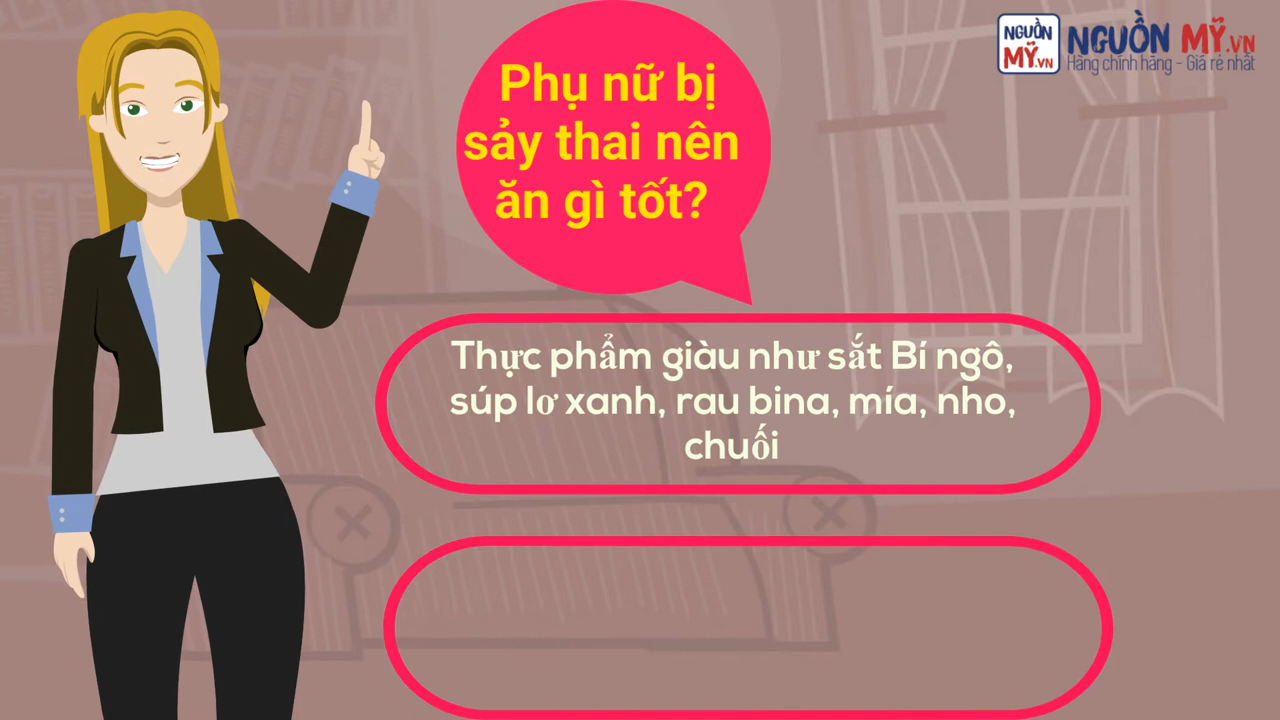 NGUỒN
MỸ.VN
NGUỒN MỸ.VN
Hàng chính hãng - Giá rẻ nhất
Phụ nữ bị
sảy thai nên
ăn gì tốt?
Thực phẩm giàu như sắt Bí ngô,
súp lơ xanh, rau bina, mía, nho,
chuối